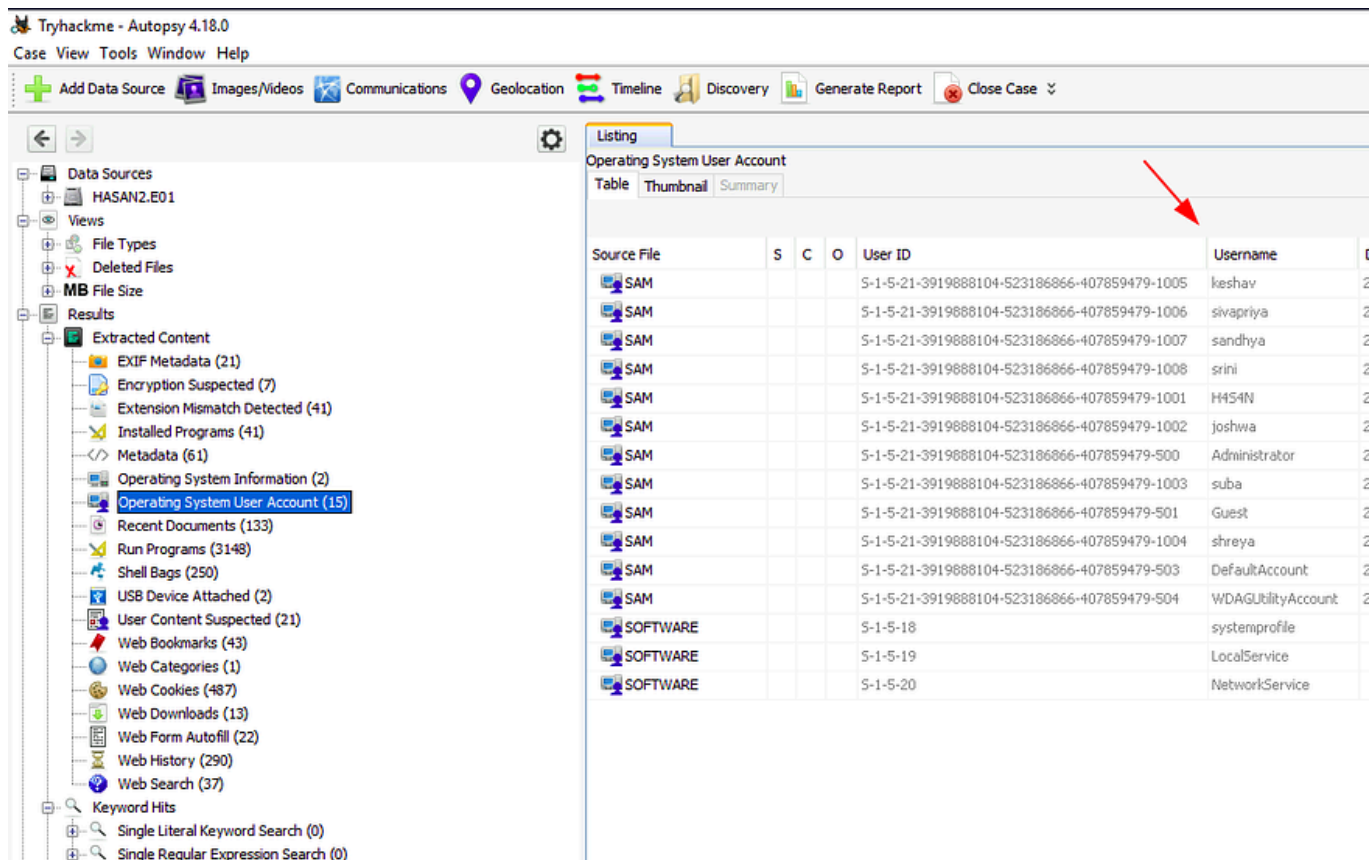 Tryhackme - Autopsy 4.18.0
Case View Tools Window Help
Add Data Source Images/Videos Communications Geolocation Timeline Discovery Generate Report Close Case
Data Sources
HASAN2.E01
Views
File Types
Deleted Files
MB File Size
Results
Extracted Content
EXIF Metadata (21)
Encryption Suspected (7)
Extension Mismatch Detected (41)
Installed Programs (41)
Metadata (61)
Operating System Information (2)
Operating System User Account (15)
Recent Documents (133)
Run Programs (3148)
Shell Bags (250)
USB Device Attached (2)
User Content Suspected (21)
Web Bookmarks (43)
Web Categories (1)
Web Cookies (487)
Web Downloads (13)
Web Form Autofill (22)
Web History (290)
Web Search (37)
Keyword Hits
Single Literal Keyword Search (0)
Single Regular Expression Search (0)
Listing
Operating System User Account
Table Thumbnail Summary
Source File S C O User ID Username
SAM S-1-5-21-3919888104-523186866-407859479-1005 keshav 2
SAM S-1-5-21-3919888104-523186866-407859479-1006 sivapriya 2
SAM S-1-5-21-3919888104-523186866-407859479-1007 sandhya 2
SAM S-1-5-21-3919888104-523186866-407859479-1008 srini 2
SAM S-1-5-21-3919888104-523186866-407859479-1001 H4S4N 2
SAM S-1-5-21-3919888104-523186866-407859479-1002 joshwa 2
SAM S-1-5-21-3919888104-523186866-407859479-500 Administrator 2
SAM S-1-5-21-3919888104-523186866-407859479-1003 suba 2
SAM S-1-5-21-3919888104-523186866-407859479-501 Guest 2
SAM S-1-5-21-3919888104-523186866-407859479-1004 shreya 2
SAM S-1-5-21-3919888104-523186866-407859479-503 DefaultAccount 2
SAM S-1-5-21-3919888104-523186866-407859479-504 WDAGUtilityAccount 2
SOFTWARE S-1-5-18 systemprofile
SOFTWARE S-1-5-19 LocalService
SOFTWARE S-1-5-20 NetworkService